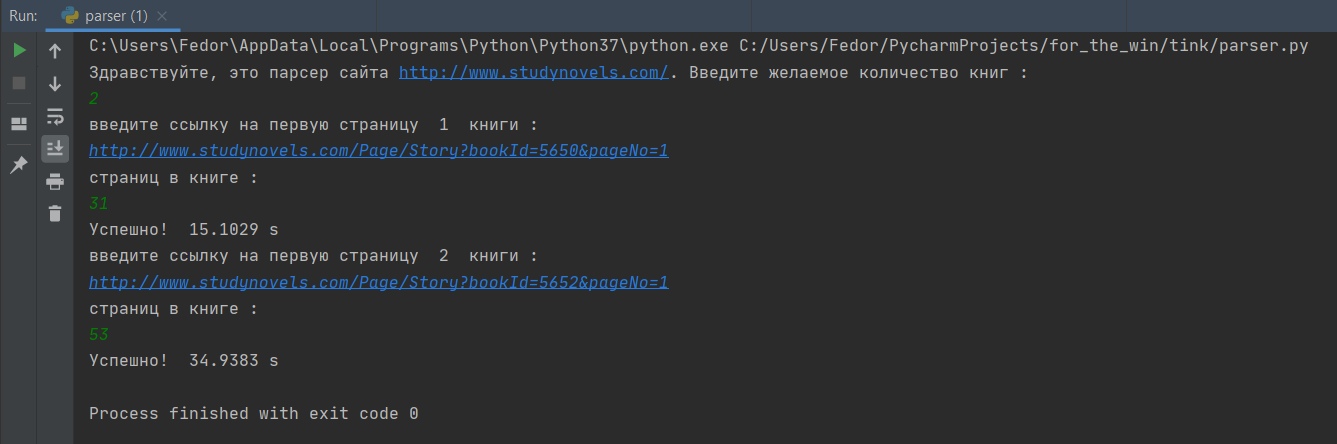 Run: parser (1)
C:\Users\Fedor\AppData\Local\Programs\Python\Python37\python.exe C:/Users/Fedor/PycharmProjects/for_the_win/tink/parser.py
Здравствуйте, это парсер сайта http://www.studynovels.com/. Введите желаемое количество книг :
2
введите ссылку на первую страницу  1  книги :
http://www.studynovels.com/Page/Story?bookId=5650&pageNo=1
страниц в книге :
31
Успешно!  15.1029 s
введите ссылку на первую страницу  2  книги :
http://www.studynovels.com/Page/Story?bookId=5652&pageNo=1
страниц в книге :
53
Успешно!  34.9383 s
Process finished with exit code 0